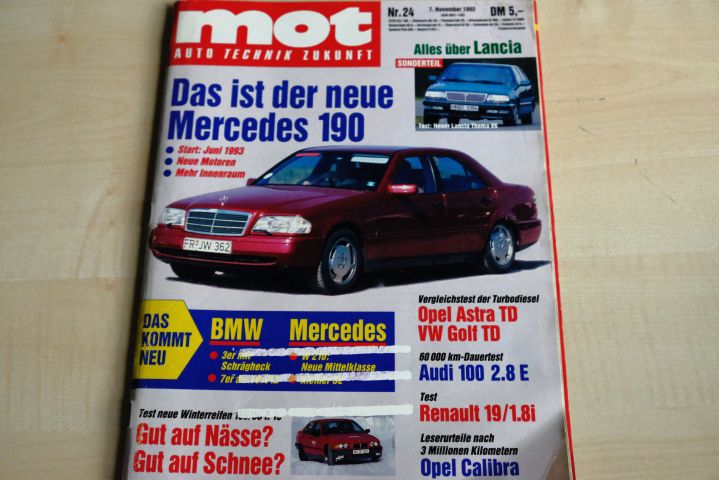 mot
AUTO TECHNIK ZUKUNFT
Nr. 24
7. November 1992
DM 5,-
Alles über Lancia
SONDERTEIL
Test: Neuer Lancia Thema V6
Das ist der neue
Mercedes 190
Start: Juni 1993
Neue Motoren
Mehr Innenraum
FR JW 362
DAS
KOMMT
NEU
BMW
3er mit
Schrägheck
7er
Mercedes
W 210:
Neue Mittelklasse
Vergleichstest der Turbodiesel
Opel Astra TD
VW Golf TD
60 000 km-Dauertest
Audi 100 2.8 E
Test
Renault 19/1.8i
Leserurteile nach
3 Millionen Kilometern
Opel Calibra
Test neue Winterreifen
Gut auf Nässe?
Gut auf Schnee?